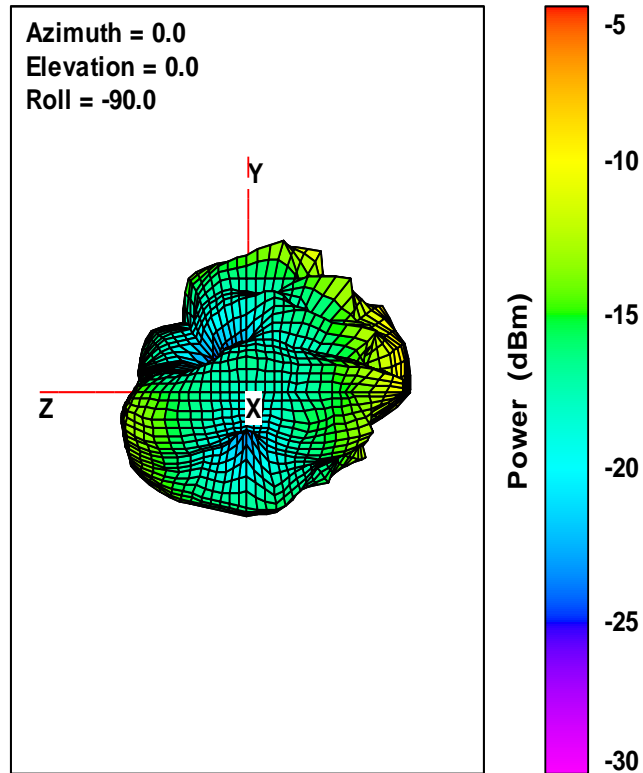 Azimuth = 0.0
Elevation = 0.0
Roll = -90.0
Y
Z
X
Power (dBm)
-5
-10
-15
-20
-25
-30